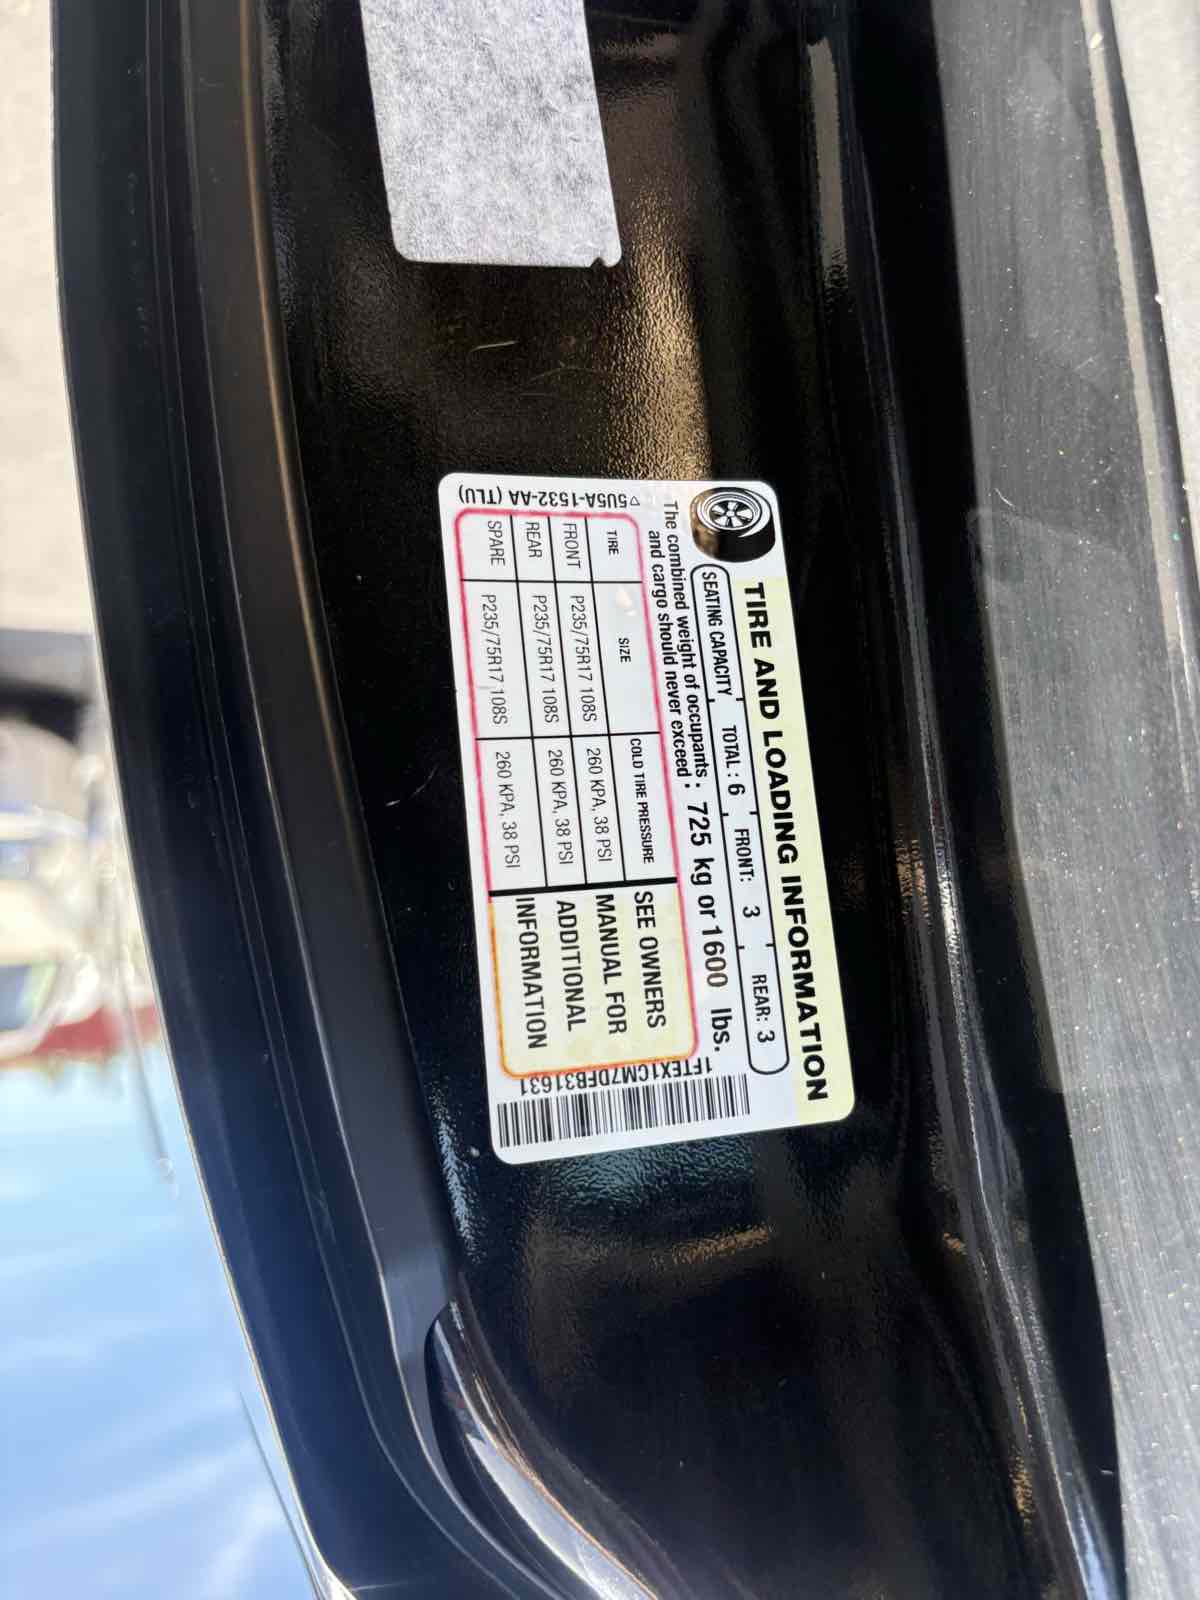 TIRE AND LOADING INFORMATION
SEATING CAPACITY TOTAL : 6 FRONT: 3 REAR: 3
The combined weight of occupants and cargo should never exceed : 725 kg or 1600 lbs.
TIRE SIZE COLD TIRE PRESSURE
FRONT P235/75R17 108S 260 KPA, 38 PSI
REAR P235/75R17 108S 260 KPA, 38 PSI
SPARE P235/75R17 108S 260 KPA, 38 PSI
SEE OWNERS
MANUAL FOR
ADDITIONAL
INFORMATION
5U5A-1532-AA (TLU)
1FTEX1CM7DFB31631